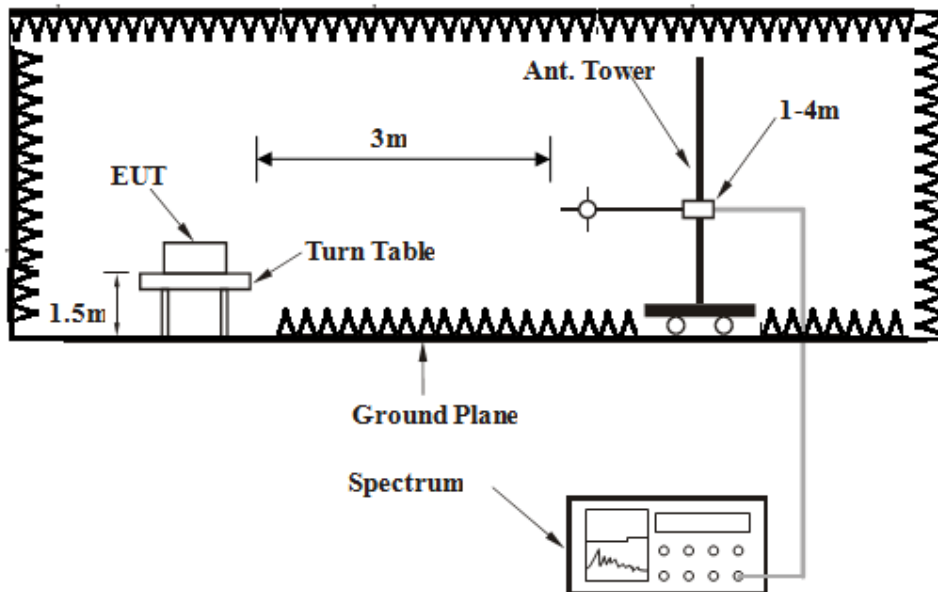 Ant. Tower
1-4m
3m
EUT
Turn Table
1.5m
Ground Plane
Spectrum